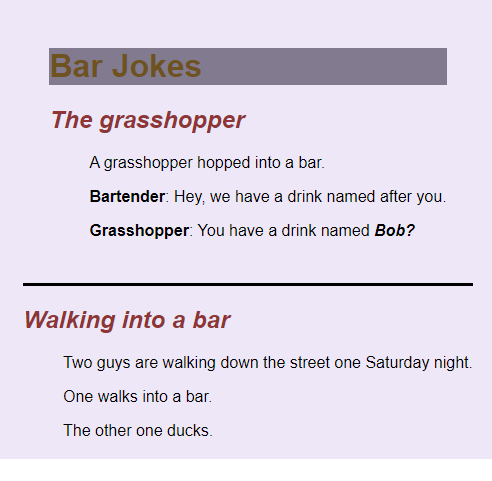 Bar Jokes
The grasshopper
A grasshopper hopped into a bar.
Bartender: Hey, we have a drink named after you.
Grasshopper: You have a drink named Bob?
Walking into a bar
Two guys are walking down the street one Saturday night.
One walks into a bar.
The other one ducks.